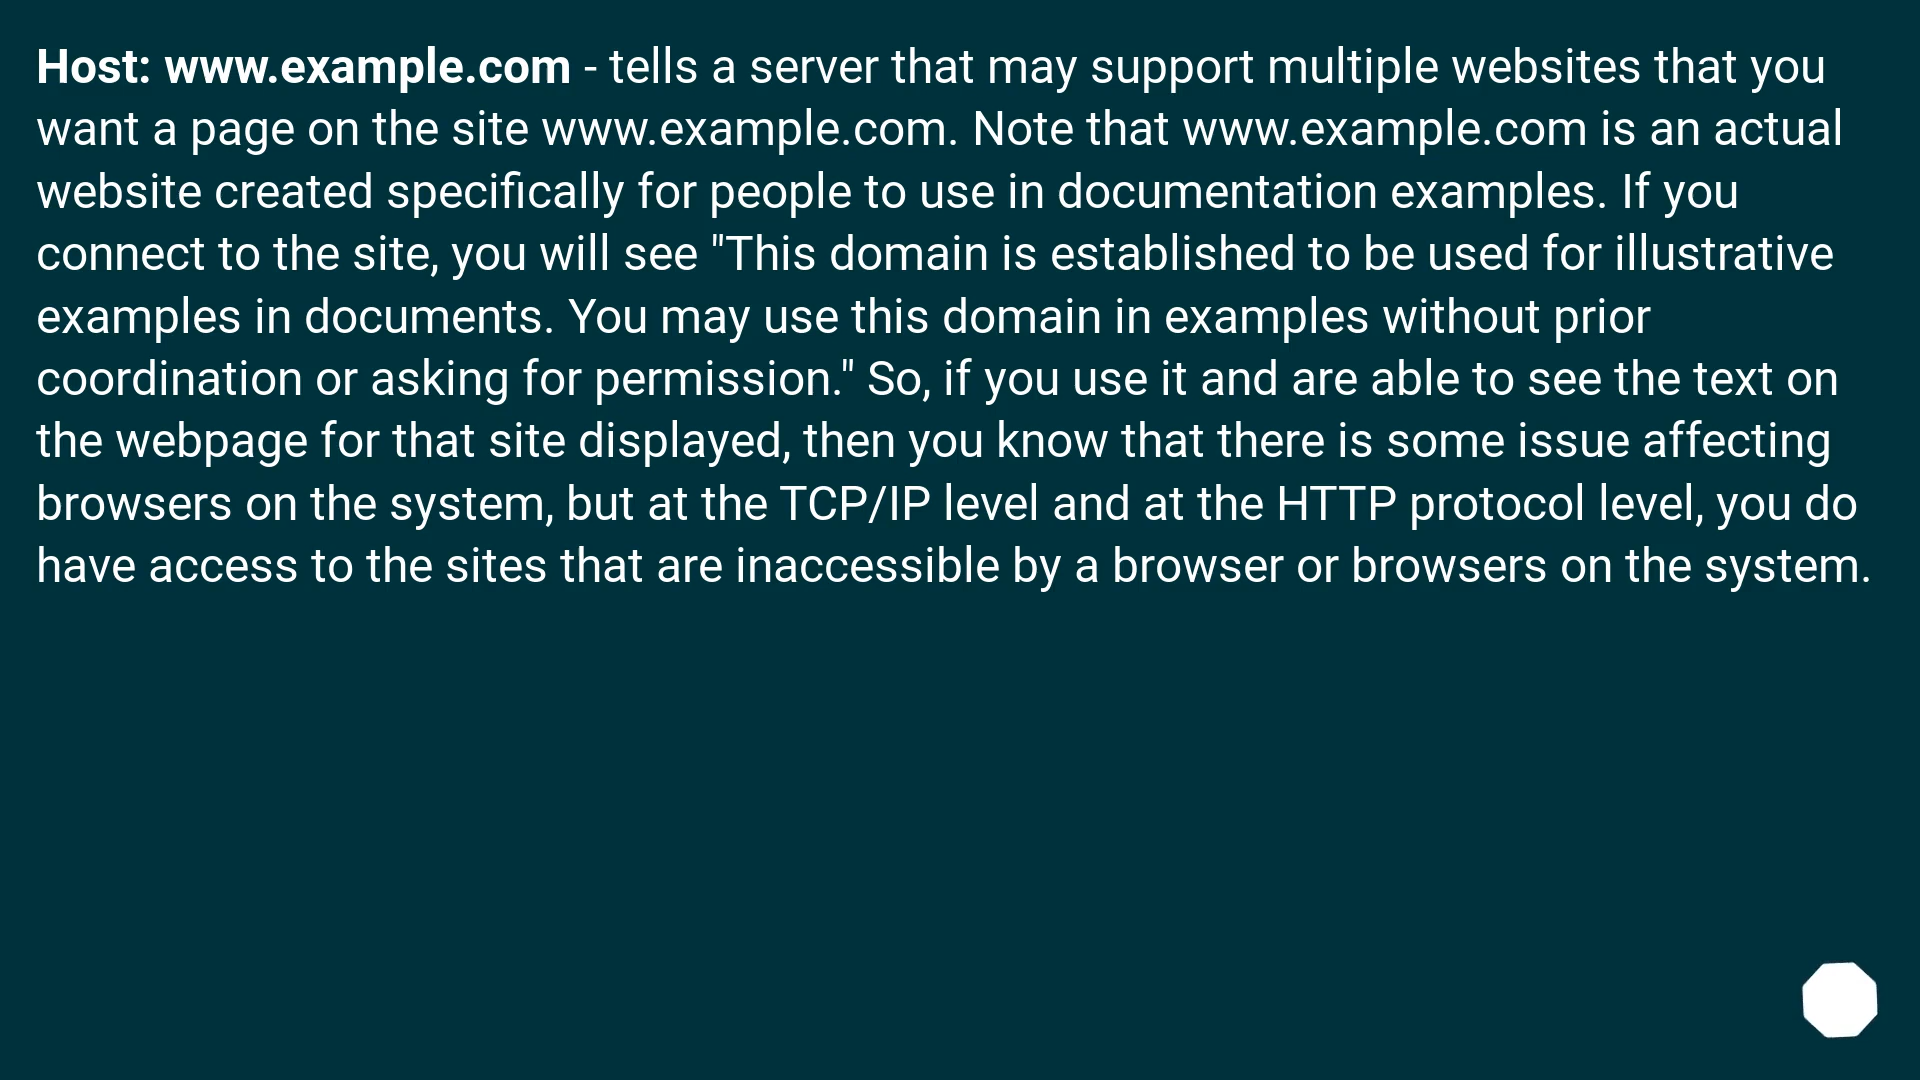 Host: www.example.com - tells a server that may support multiple websites that you
want a page on the site www.example.com. Note that www.example.com is an actual
website created specifically for people to use in documentation examples. If you
connect to the site, you will see "This domain is established to be used for illustrative
examples in documents. You may use this domain in examples without prior
coordination or asking for permission." So, if you use it and are able to see the text on
the webpage for that site displayed, then you know that there is some issue affecting
browsers on the system, but at the TCP/IP level and at the HTTP protocol level, you do
have access to the sites that are inaccessible by a browser or browsers on the system.